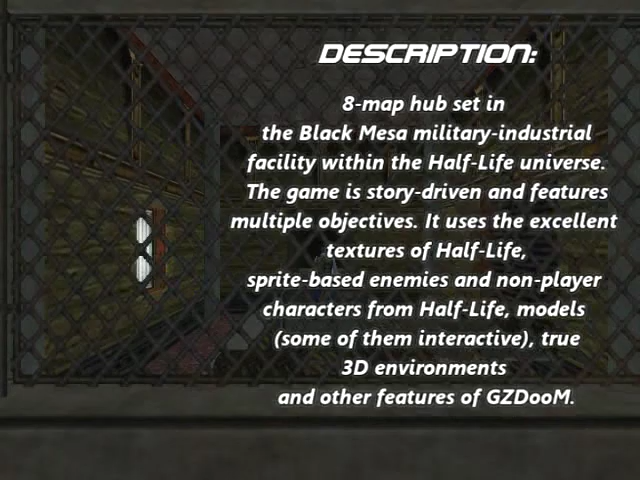 DESCRIPTION:
8-map hub set in
the Black Mesa military-industrial
facility within the Half-Life universe.
The game is story-driven and features
multiple objectives. It uses the excellent
textures of Half-Life,
sprite-based enemies and non-player
characters from Half-Life, models
(some of them interactive), true
3D environments
and other features of GZDooM.